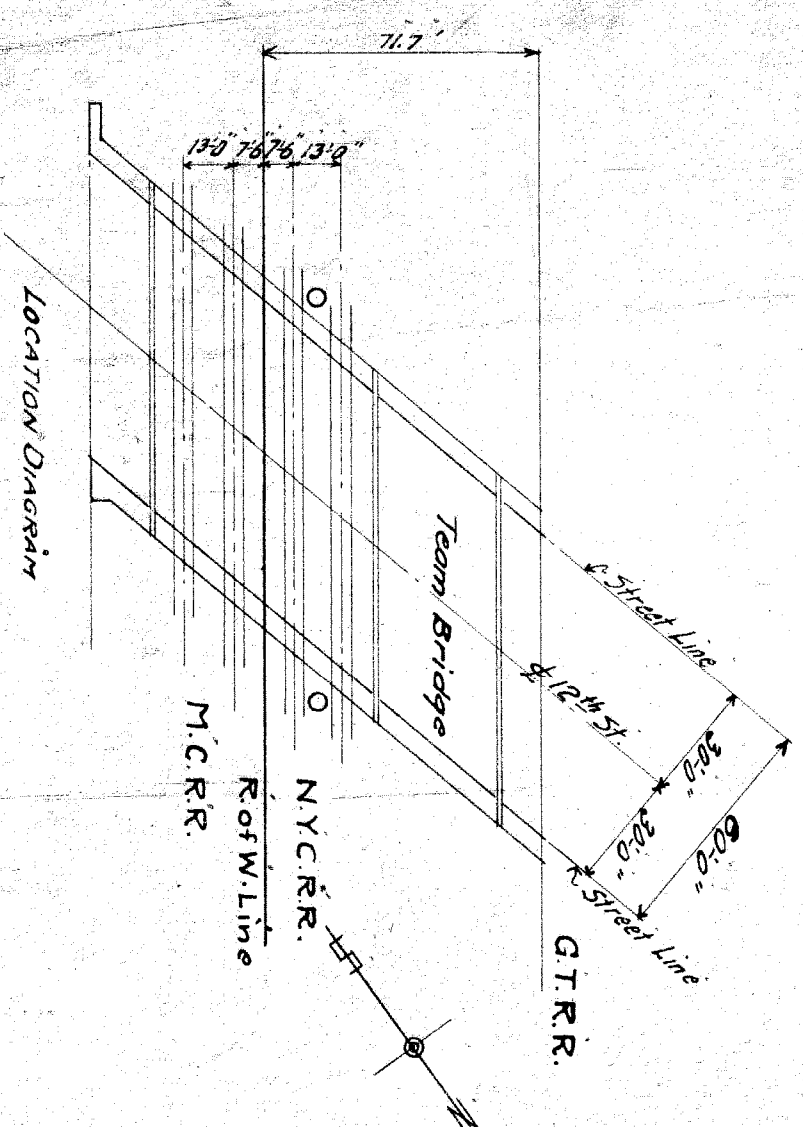 71.7'
13'-0" 7'-6" 7'-6" 13'-0"
LOCATION DIAGRAM
Team Bridge
Street Line
℄ 12th St.
30'-0"
30'-0"
60'-0"
Street Line
M.C.R.R.
R. of W. Line
N.Y.C.R.R.
G.T.R.R.
N